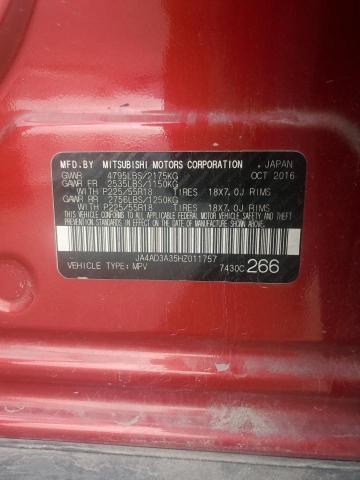 MFD.BY MITSUBISHI MOTORS CORPORATION , JAPAN
GVWR 4795LBS/2175KG OCT 2016
GAWR FR 2535LBS/1150KG
WITH P225/55R18 TIRES 18X7.0J RIMS
GAWR RR 2756LBS/1250KG
WITH P225/55R18 TIRES 18X7.0J RIMS
THIS VEHICLE CONFORMS TO ALL APPLICABLE FEDERAL MOTOR VEHICLE SAFETY, BUMPER AND THEFT PREVENTION STANDARDS IN EFFECT ON THE DATE OF MANUFACTURE SHOWN ABOVE.
JA4AD3A35HZ011757
VEHICLE TYPE: MPV 7430C 266